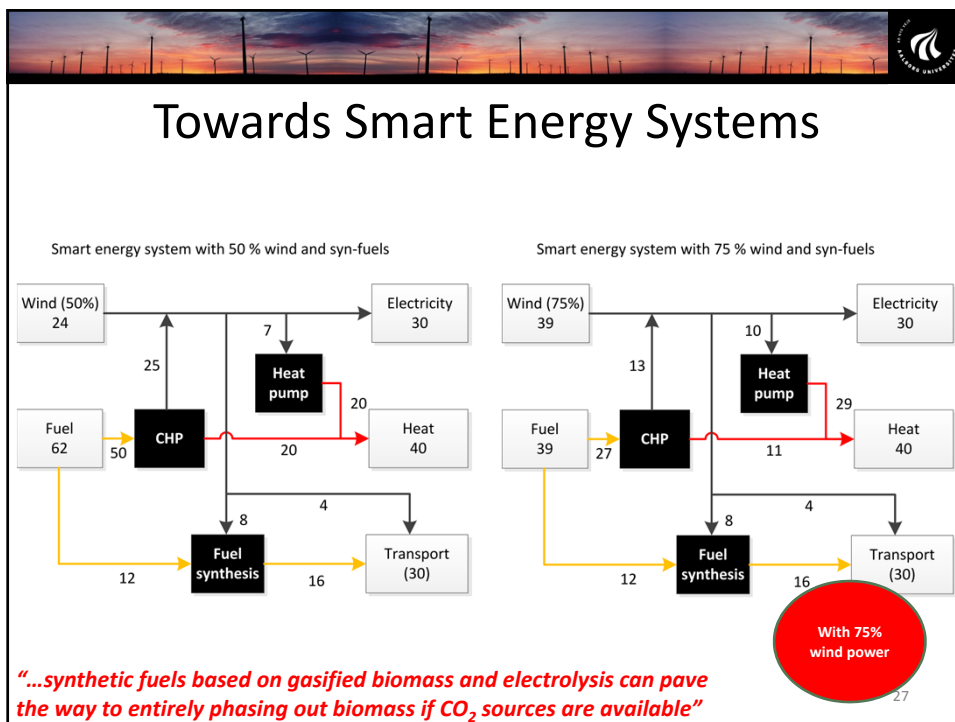 AALBORG UNIVERSITY
Towards Smart Energy Systems
Smart energy system with 50 % wind and syn-fuels
Wind (50%)
24
Electricity
30
7
25
Heat
pump
20
Fuel
62
50
CHP
20
Heat
40
4
8
Fuel
synthesis
12
16
Transport
(30)
Smart energy system with 75 % wind and syn-fuels
Wind (75%)
39
Electricity
30
10
13
Heat
pump
29
Fuel
39
27
CHP
11
Heat
40
4
8
Fuel
synthesis
12
16
Transport
(30)
With 75%
wind power
“…synthetic fuels based on gasified biomass and electrolysis can pave
the way to entirely phasing out biomass if CO₂ sources are available”
27